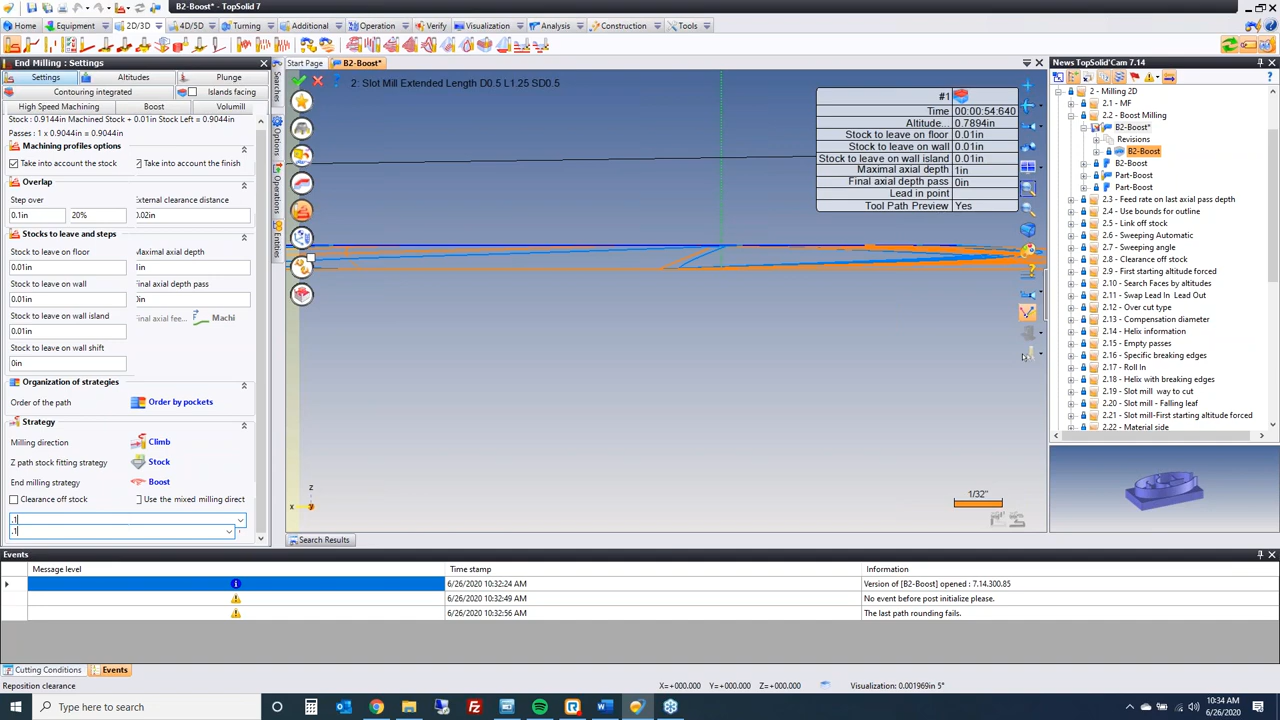 B2-Boost* - TopSolid 7
Home Equipment 2D/3D 4D/5D Turning Additional Operation Verify Visualization Analysis Construction Tools
End Milling : Settings
Start Page B2-Boost*
News TopSolid'Cam 7.14
Settings Altitudes Plunge
Contouring integrated Islands facing
High Speed Machining Boost Volumill
Stock : 0.9144in Machined Stock + 0.01in Stock Left = 0.9044in
Passes : 1 x 0.9044in = 0.9044in
Machining profiles options
Take into account the stock Take into account the finish
Overlap
Step over External clearance distance
0.1in 20% 0.02in
Stocks to leave and steps
Stock to leave on floor Maximal axial depth
0.01in 1in
Stock to leave on wall Final axial depth pass
0.01in 0in
Stock to leave on wall island Final axial fee... Machi
0.01in
Stock to leave on wall shift
0in
Organization of strategies
Order of the path Order by pockets
Strategy
Milling direction Climb
Z path stock fitting strategy Stock
End milling strategy Boost
Clearance off stock Use the mixed milling direct
.1
.1
Searches
Options
Operations
Entities
2: Slot Mill Extended Length D0.5 L1.25 SD0.5
#1
Time 00:00:54:640
Altitude... 0.7894in
Stock to leave on floor 0.01in
Stock to leave on wall 0.01in
Stock to leave on wall island 0.01in
Maximal axial depth 1in
Final axial depth pass 0in
Lead in point
Tool Path Preview Yes
z
x y
1/32"
Search Results
2 - Milling 2D
2.1 - MF
2.2 - Boost Milling
B2-Boost*
Revisions
B2-Boost
B2-Boost
Part-Boost
Part-Boost
2.3 - Feed rate on last axial pass depth
2.4 - Use bounds for outline
2.5 - Link off stock
2.6 - Sweeping Automatic
2.7 - Sweeping angle
2.8 - Clearance off stock
2.9 - First starting altitude forced
2.10 - Search Faces by altitudes
2.11 - Swap Lead In Lead Out
2.12 - Over cut type
2.13 - Compensation diameter
2.14 - Helix information
2.15 - Empty passes
2.16 - Specific breaking edges
2.17 - Roll In
2.18 - Helix with breaking edges
2.19 - Slot mill way to cut
2.20 - Slot mill - Falling leaf
2.21 - Slot mill-First starting altitude forced
2.22 - Material side
Events
Message level Time stamp Information
6/26/2020 10:32:24 AM Version of [B2-Boost] opened : 7.14.300.85
6/26/2020 10:32:49 AM No event before post initialize please.
6/26/2020 10:32:56 AM The last path rounding fails.
Cutting Conditions Events
Reposition clearance X=+000.000 Y=+000.000 Z=+000.000 Visualization: 0.001969in 5°
Type here to search
10:34 AM
6/26/2020